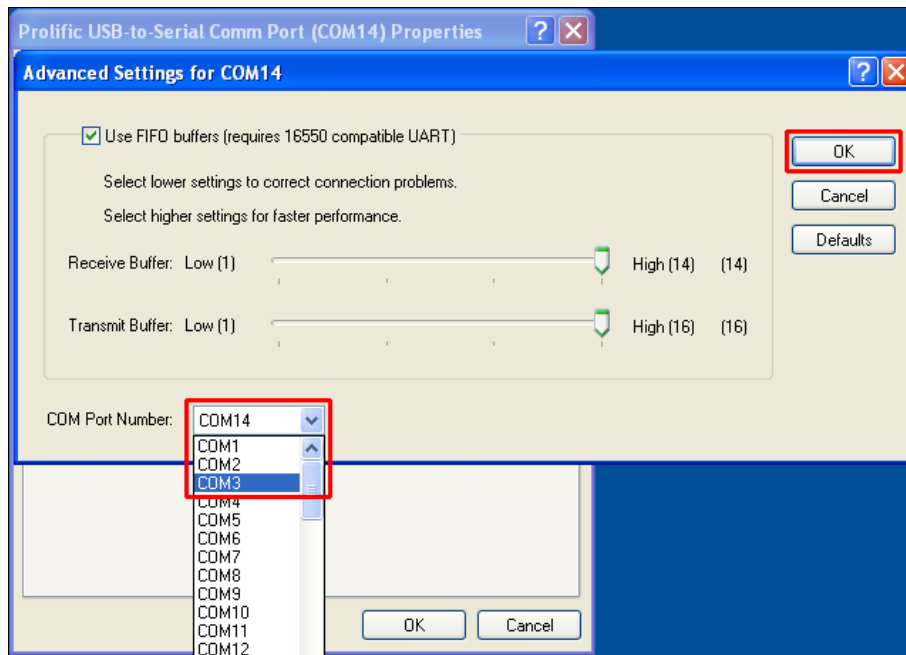 Prolific USB-to-Serial Comm Port (COM14) Properties
Advanced Settings for COM14
Use FIFO buffers (requires 16550 compatible UART)
OK
Select lower settings to correct connection problems.
Cancel
Select higher settings for faster performance.
Defaults
Receive Buffer: Low (1) High (14) (14)
Transmit Buffer: Low (1) High (16) (16)
COM Port Number: COM14
COM1
COM2
COM3
COM4
COM5
COM6
COM7
COM8
COM9
COM10
COM11
COM12
OK Cancel